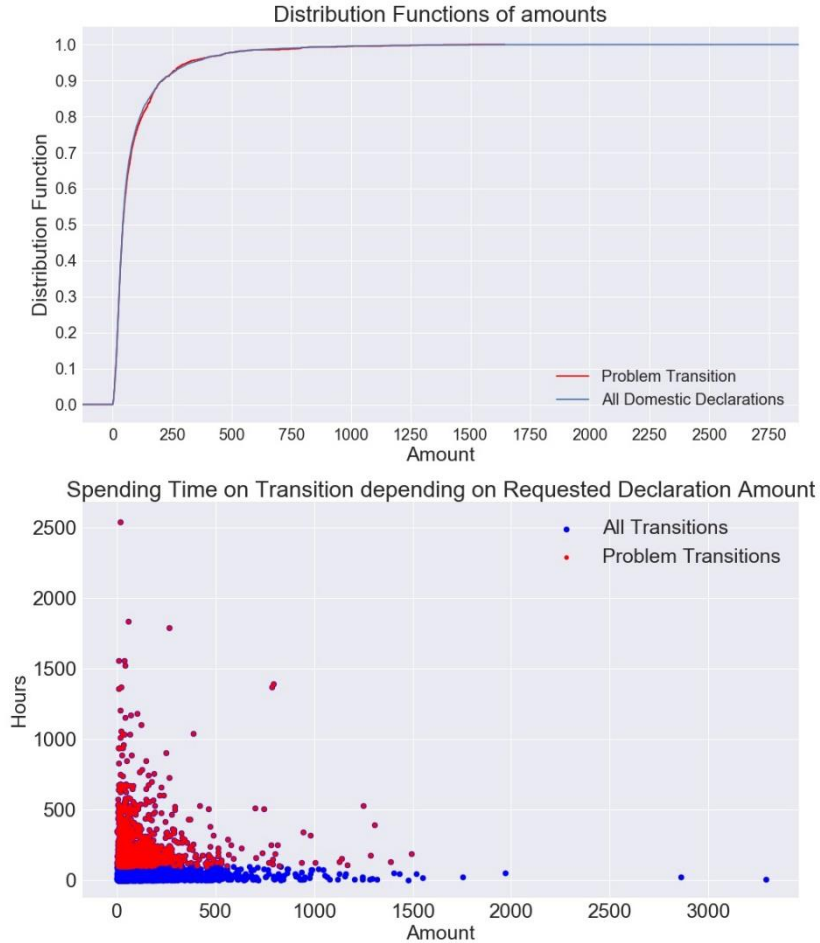 Distribution Functions of amounts
1.0
0.9
0.8
0.7
0.6
0.5
0.4
0.3
0.2
0.1
0.0
Distribution Function
Problem Transition
All Domestic Declarations
0 250 500 750 1000 1250 1500 1750 2000 2250 2500 2750
Amount
Spending Time on Transition depending on Requested Declaration Amount
2500
2000
1500
1000
500
0
Hours
All Transitions
Problem Transitions
0 500 1000 1500 2000 2500 3000
Amount